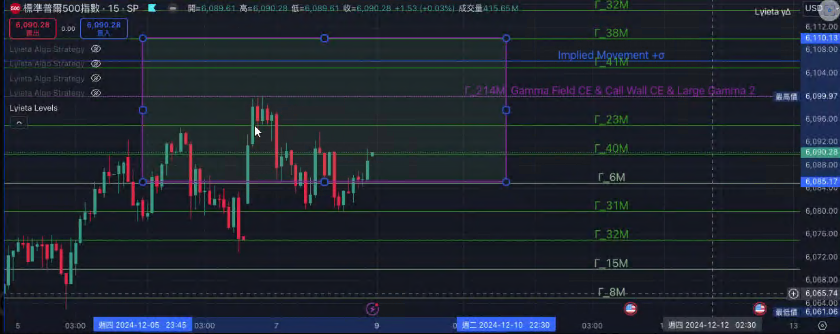 標準普爾500指數 · 15 · SP 開=6,089.61 高=6,090.28 低=6,089.61 收=6,090.28 +1.53 (+0.03%) 成交量415.65M
USD
6,090.28
賣出
0.00
6,090.28
買入
Lyieta Algo Strategy
Lyieta Algo Strategy
Lyieta Algo Strategy
Lyieta Algo Strategy
Lyieta Levels
Lyieta γΔ
Γ_32M
Γ_38M
Implied Movement +σ
Γ_41M
Γ_214M Gamma Field CE & Call Wall CE & Large Gamma 2
Γ_23M
Γ_40M
Γ_6M
Γ_31M
Γ_32M
Γ_15M
Γ_8M
6,112.00
6,110.13
6,108.00
6,104.00
最高價 6,099.97
6,096.00
6,092.00
6,090.28
6,088.00
6,085.17
6,080.00
6,076.00
6,072.00
6,068.00
6,065.74
6,064.00
最低價 6,061.06
5
03:00
週四 2024-12-05 23:45
03:00
7
03:00
9
週二 2024-12-10 22:30
03:00
週四 2024-12-12 02:30
13